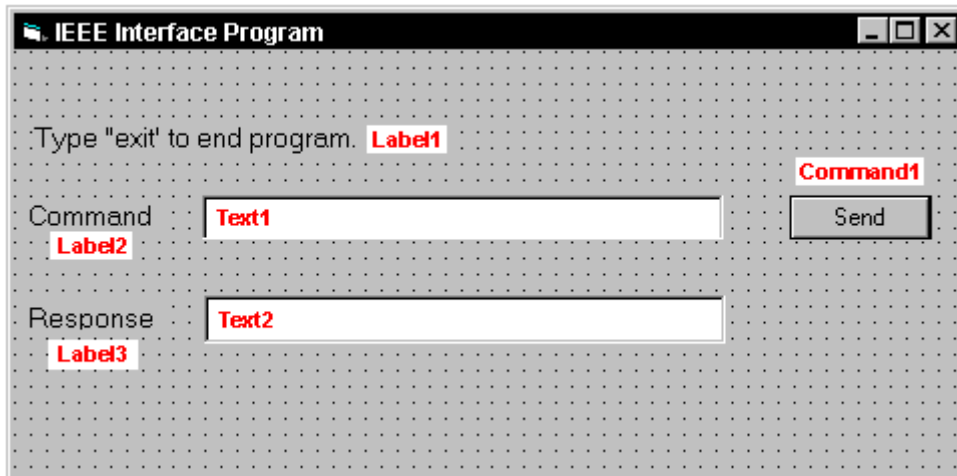 IEEE Interface Program
Type "exit' to end program. Label1
Command1
Command Text1 Send
Label2
Response Text2
Label3